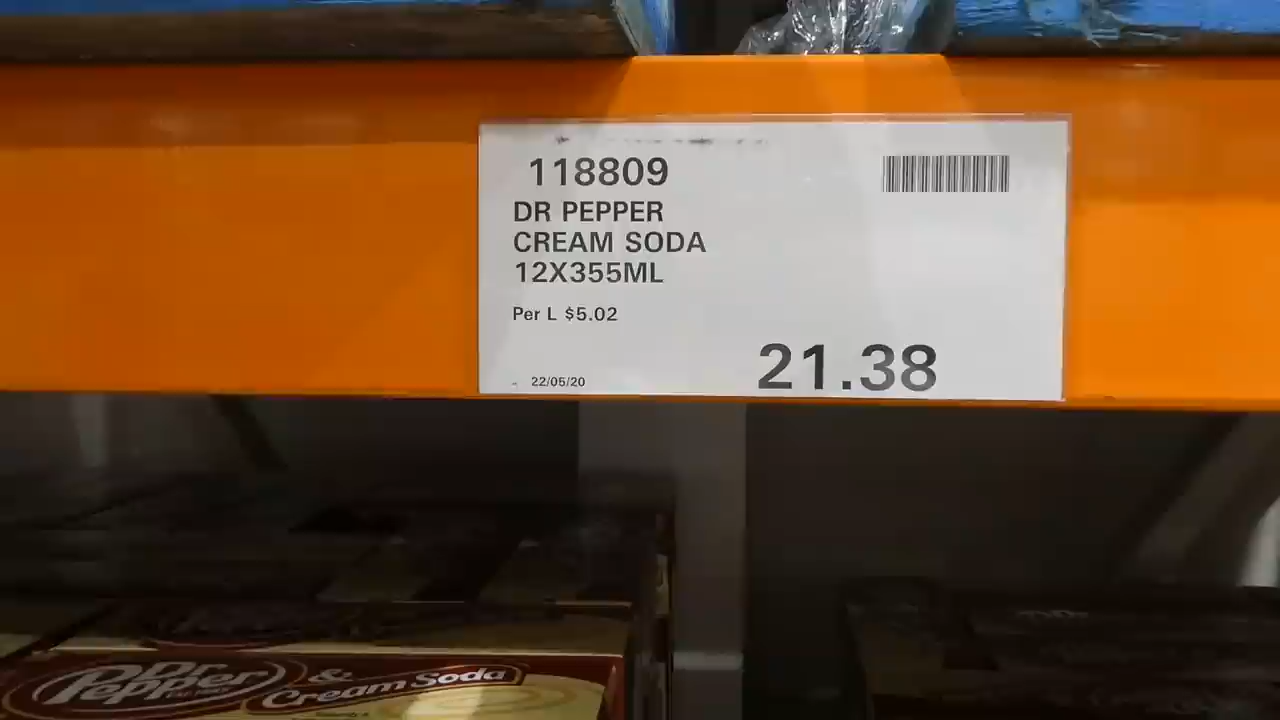 118809
DR PEPPER
CREAM SODA
12X355ML
Per L $5.02
21.38
22/05/20
Dr Pepper & Cream Soda